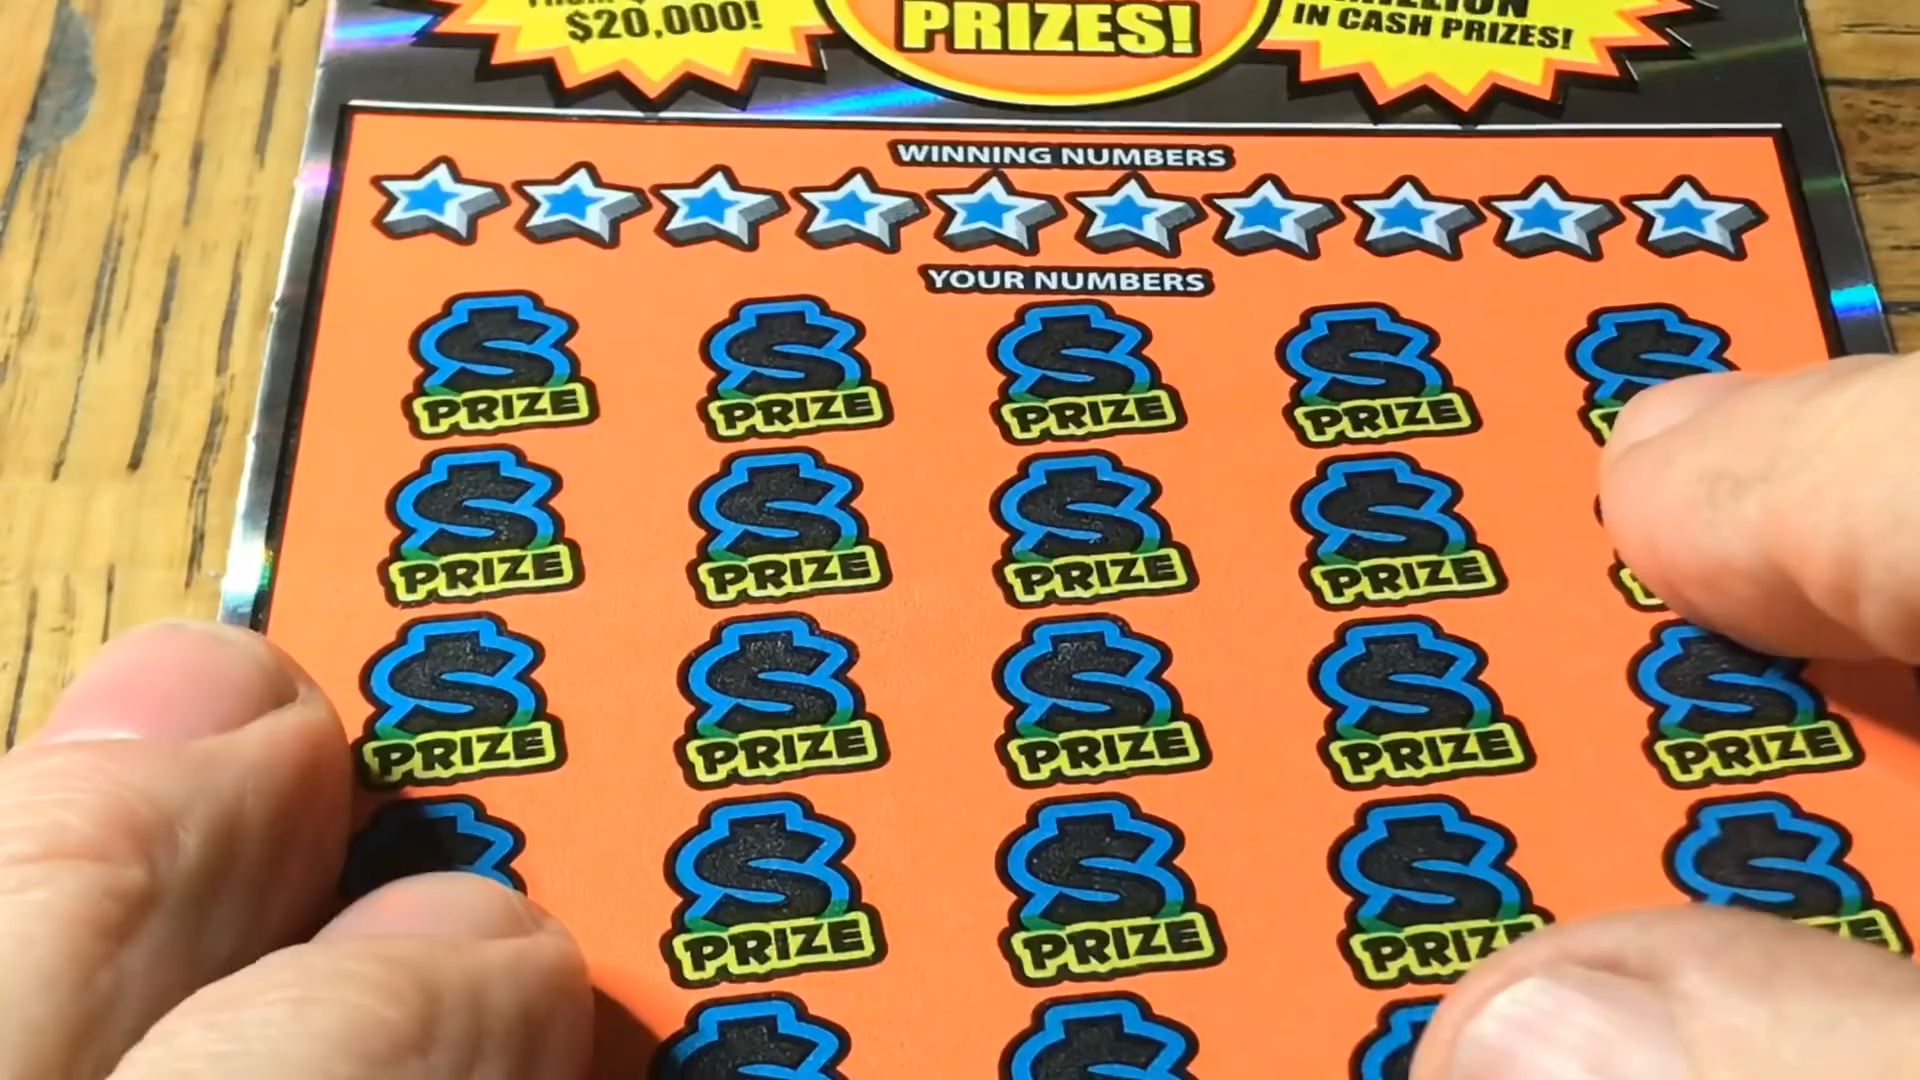 $20,000!
PRIZES!
IN CASH PRIZES!
WINNING NUMBERS
YOUR NUMBERS
PRIZE PRIZE PRIZE PRIZE
PRIZE PRIZE PRIZE PRIZE
PRIZE PRIZE PRIZE PRIZE PRIZE
PRIZE PRIZE PRIZE